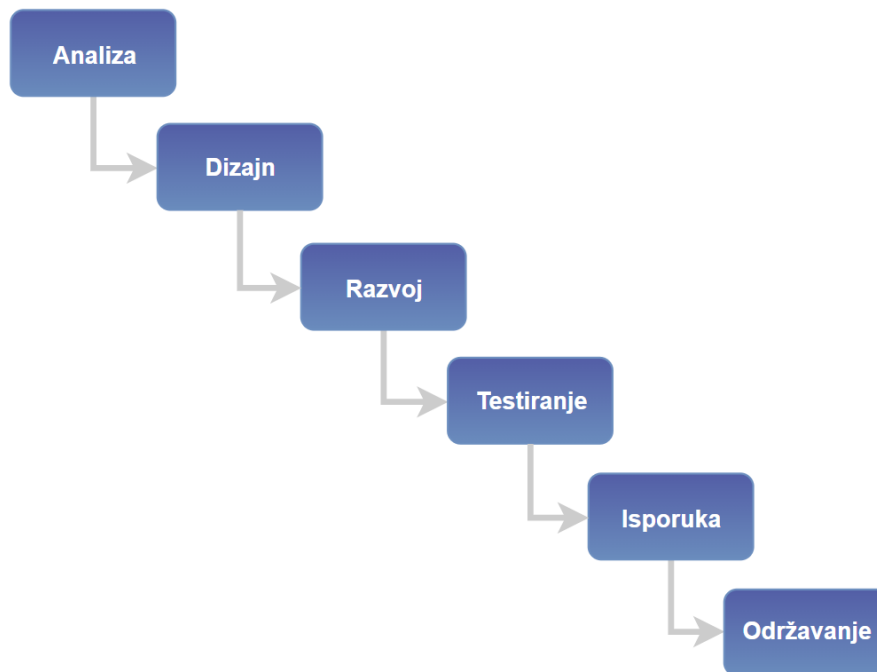 Analiza
Dizajn
Razvoj
Testiranje
Isporuka
Održavanje